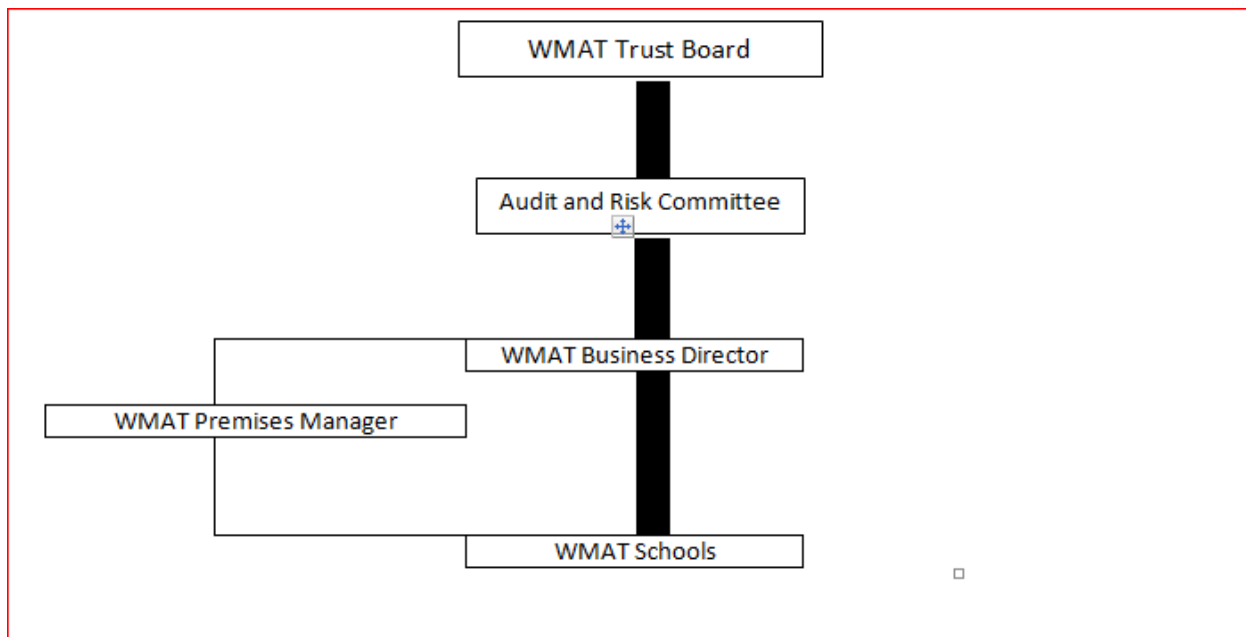 WMAT Trust Board
Audit and Risk Committee
WMAT Business Director
WMAT Premises Manager
WMAT Schools